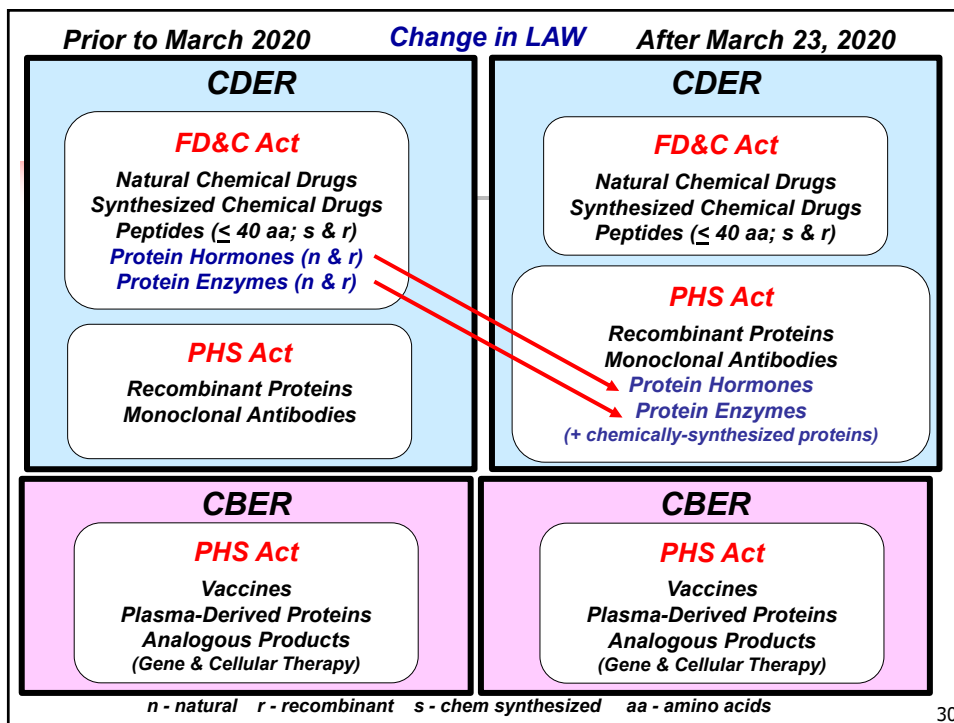 Prior to March 2020
Change in LAW
After March 23, 2020
CDER
FD&C Act
Natural Chemical Drugs
Synthesized Chemical Drugs
Peptides (< 40 aa; s & r)
Protein Hormones (n & r)
Protein Enzymes (n & r)
PHS Act
Recombinant Proteins
Monoclonal Antibodies
CDER
FD&C Act
Natural Chemical Drugs
Synthesized Chemical Drugs
Peptides (< 40 aa; s & r)
PHS Act
Recombinant Proteins
Monoclonal Antibodies
Protein Hormones
Protein Enzymes
(+ chemically-synthesized proteins)
CBER
PHS Act
Vaccines
Plasma-Derived Proteins
Analogous Products
(Gene & Cellular Therapy)
CBER
PHS Act
Vaccines
Plasma-Derived Proteins
Analogous Products
(Gene & Cellular Therapy)
n - natural r - recombinant s - chem synthesized aa - amino acids
30